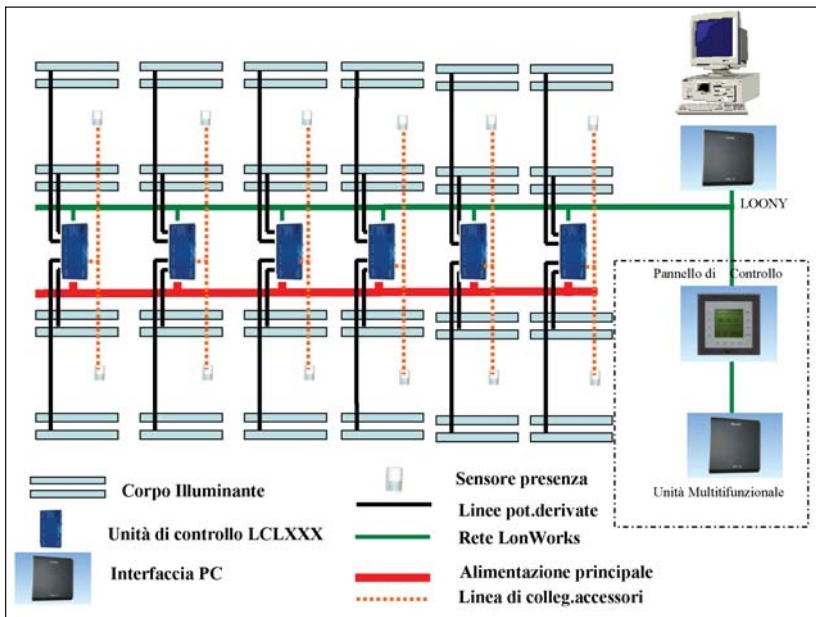 LOONY
Pannello di Controllo
Unità Multitifunzionale
Corpo Illuminante
Unità di controllo LCLXXX
Interfaccia PC
Sensore presenza
Linee pot.derivate
Rete LonWorks
Alimentazione principale
Linea di colleg.accessori